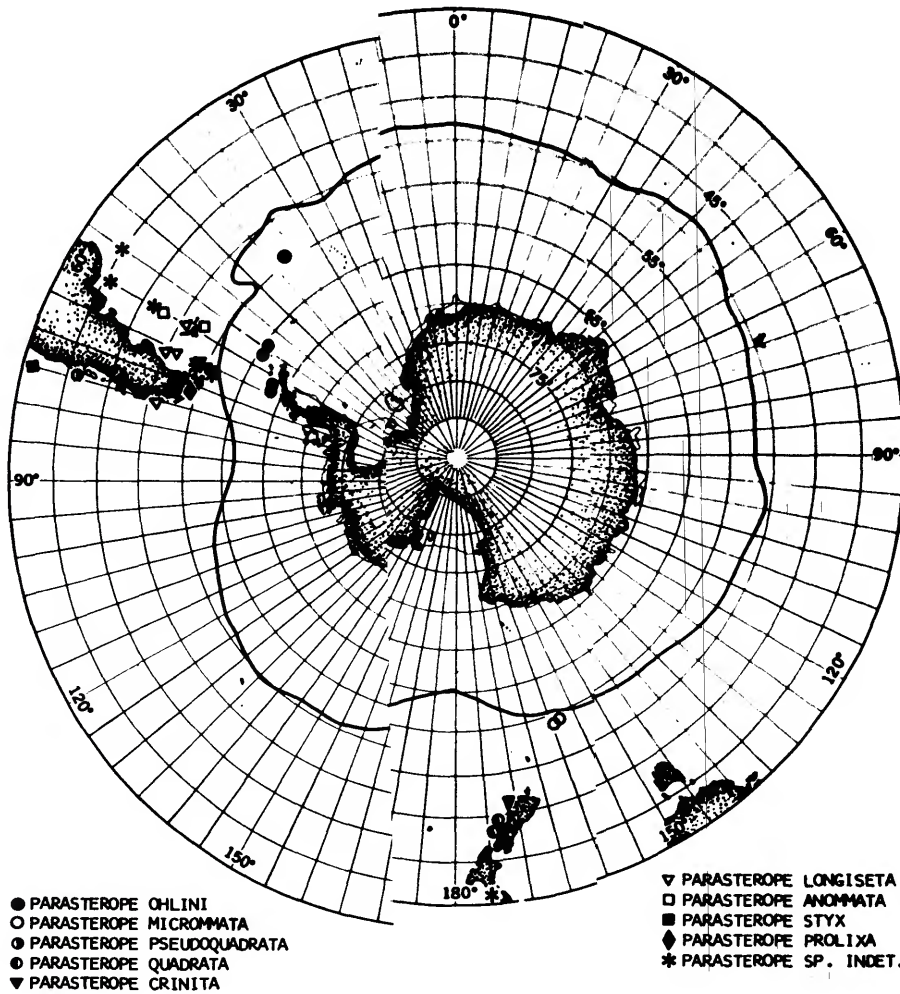 0°
30°
30°
45°
60°
60°
55°
65°
75°
90°
90°
120°
120°
150°
150°
180°
● PARASTEROPE OHLINI
○ PARASTEROPE MICROMMATA
◑ PARASTEROPE PSEUDOQUADRATA
◐ PARASTEROPE QUADRATA
▼ PARASTEROPE CRINITA
▽ PARASTEROPE LONGISETA
□ PARASTEROPE ANOMMATA
■ PARASTEROPE STYX
♦ PARASTEROPE PROLIXA
* PARASTEROPE SP. INDET.